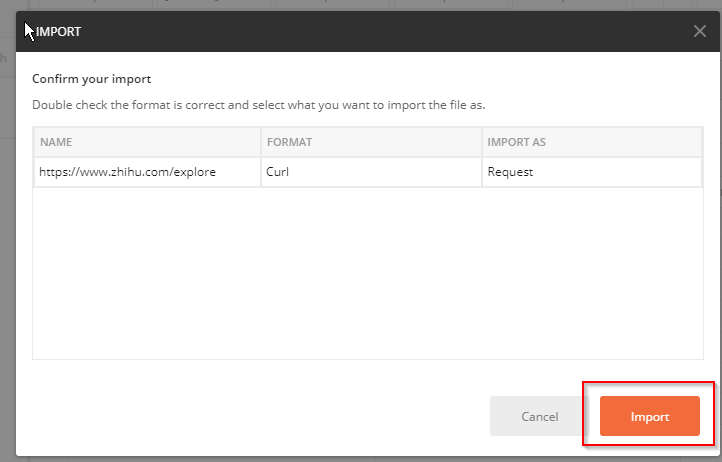 IMPORT
Confirm your import
Double check the format is correct and select what you want to import the file as.
NAME FORMAT IMPORT AS
https://www.zhihu.com/explore Curl Request
Cancel Import